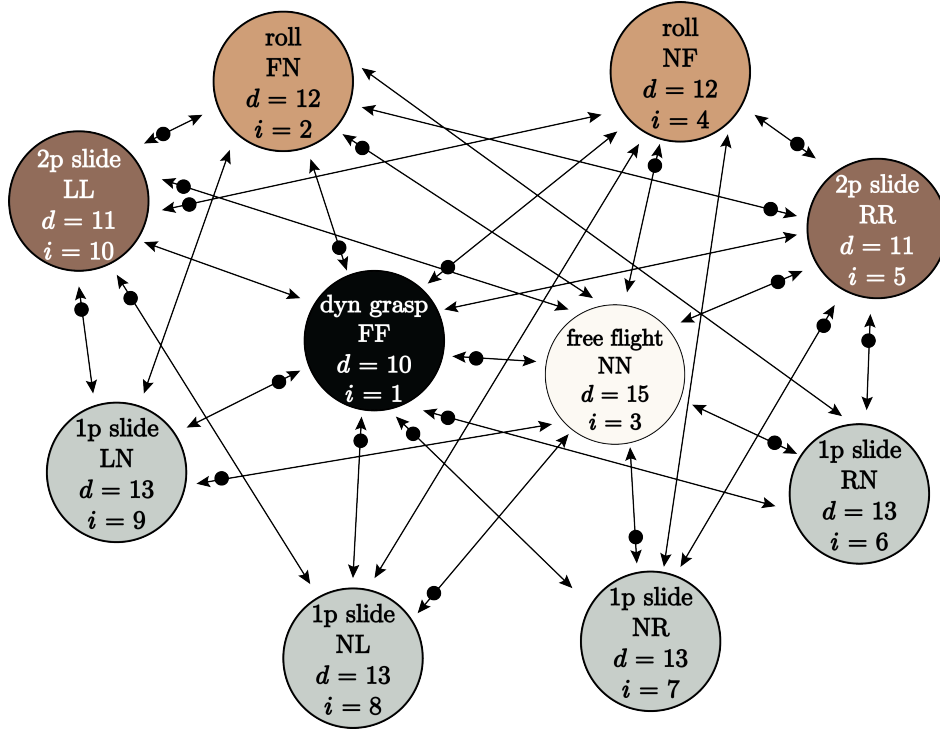 roll
FN
d = 12
i = 2
roll
NF
d = 12
i = 4
2p slide
LL
d = 11
i = 10
2p slide
RR
d = 11
i = 5
dyn grasp
FF
d = 10
i = 1
free flight
NN
d = 15
i = 3
1p slide
LN
d = 13
i = 9
1p slide
RN
d = 13
i = 6
1p slide
NL
d = 13
i = 8
1p slide
NR
d = 13
i = 7